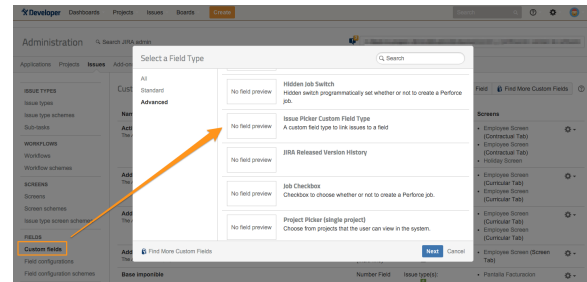 Developer Dashboards Projects Issues Boards Create
Search
Administration Search JIRA admin
Applications Projects Issues Add-ons
ISSUE TYPES
Issue types
Issue type schemes
Sub-tasks
WORKFLOWS
Workflows
Workflow schemes
SCREENS
Screens
Screen schemes
Issue type screen schemes
FIELDS
Custom fields
Field configurations
Field configuration schemes
Select a Field Type
Search
All
Standard
Advanced
No field preview
Hidden Job Switch
Hidden switch programmatically set whether or not to create a Perforce
job.
No field preview
Issue Picker Custom Field Type
A custom field type to link issues to a field
No field preview
JIRA Released Version History
No field preview
Job Checkbox
Checkbox to choose whether or not to create a Perforce job.
No field preview
Project Picker (single project)
Choose from projects that the user can view in the system.
Find More Custom Fields
Next Cancel
Field Find More Custom Fields
Screens
Employee Screen
(Contractual Tab)
Employee Screen
(Contractual Tab)
Holiday Screen
Employee Screen
(Curricular Tab)
Employee Screen
(Curricular Tab)
Employee Screen
(Curricular Tab)
Employee Screen
(Curricular Tab)
Employee Screen (Screen
Tab)
Base imponible Number Field Issue type(s):
Pantalla Facturacion